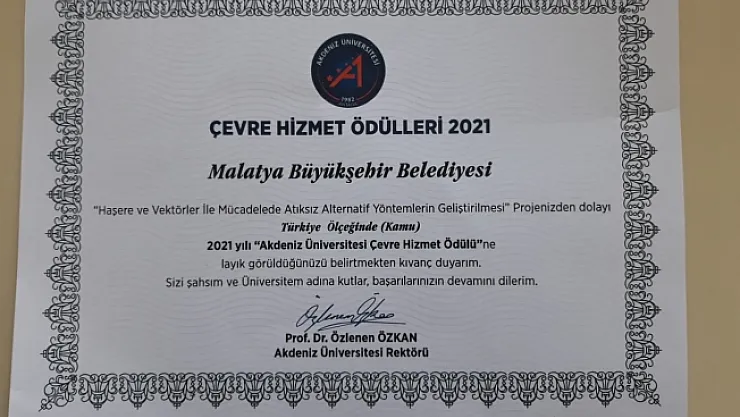 AKDENİZ ÜNİVERSİTESİ
1982
ÇEVRE HİZMET ÖDÜLLERİ 2021
Malatya Büyükşehir Belediyesi
"Haşere ve Vektörler İle Mücadelede Atıksız Alternatif Yöntemlerin Geliştirilmesi" Projenizden dolayı
Türkiye Ölçeğinde (Kamu)
2021 yılı "Akdeniz Üniversitesi Çevre Hizmet Ödülü"ne
layık görüldüğünüzü belirtmekten kıvanç duyarım.
Sizi şahsım ve Üniversitem adına kutlar, başarılarınızın devamını dilerim.
Prof. Dr. Özlenen ÖZKAN
Akdeniz Üniversitesi Rektörü